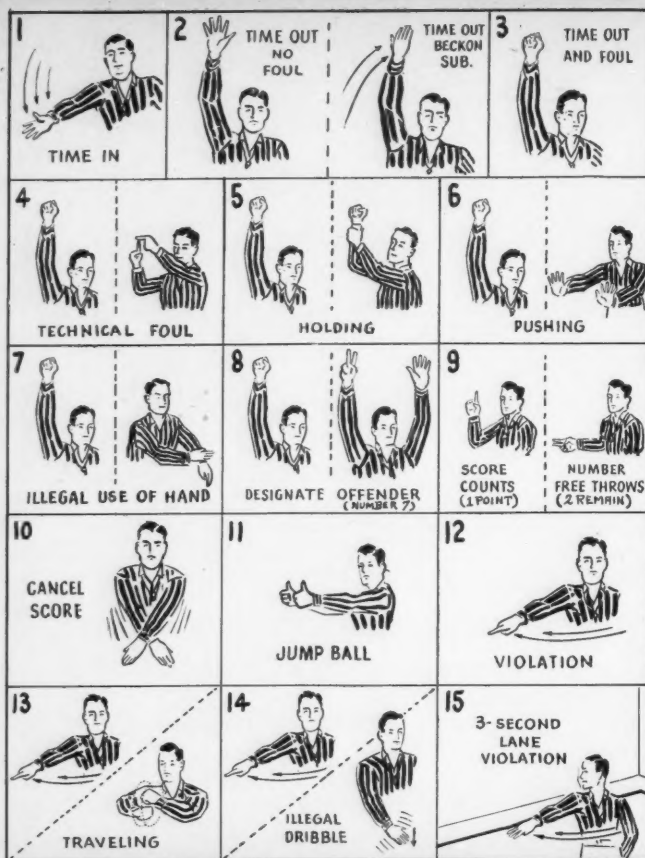 1
TIME IN
2
TIME OUT
NO
FOUL
TIME OUT
BECKON
SUB.
3
TIME OUT
AND FOUL
4
TECHNICAL FOUL
5
HOLDING
6
PUSHING
7
ILLEGAL USE OF HAND
8
DESIGNATE OFFENDER
(NUMBER 7)
9
SCORE
COUNTS
(1 POINT)
NUMBER
FREE THROWS
(2 REMAIN)
10
CANCEL
SCORE
11
JUMP BALL
12
VIOLATION
13
TRAVELING
14
ILLEGAL
DRIBBLE
15
3-SECOND
LANE
VIOLATION